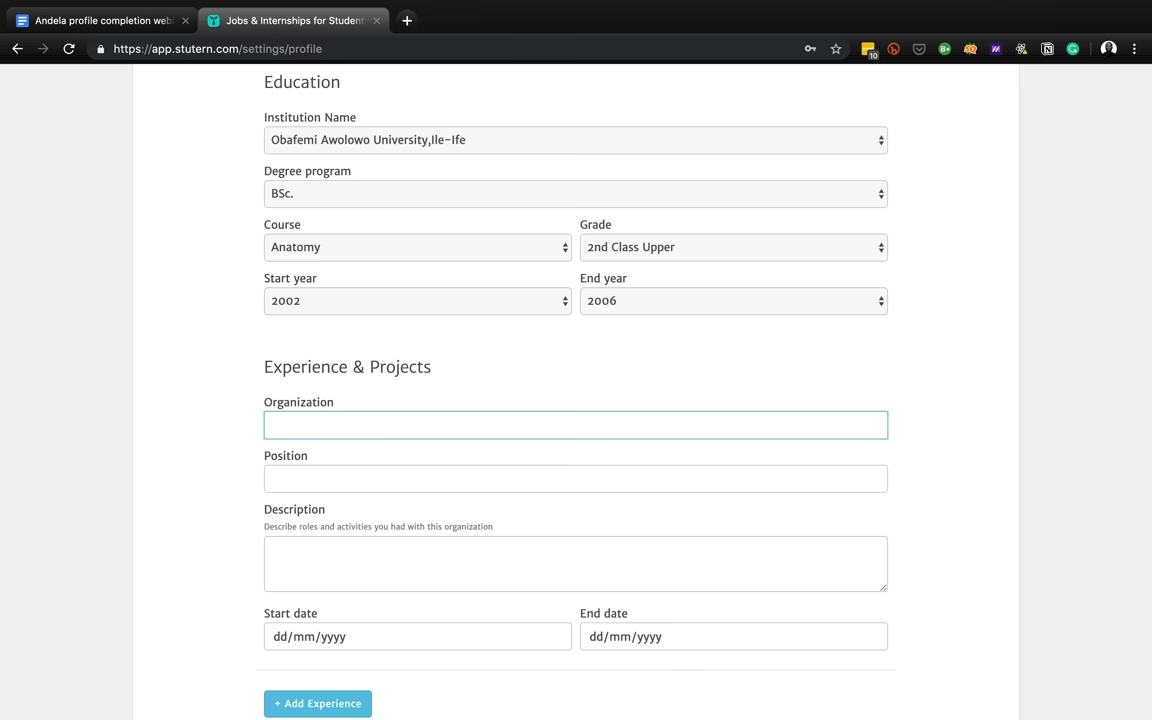 Andela profile completion webi
Jobs & Internships for Student
https://app.stutern.com/settings/profile
10
Education
Institution Name
Obafemi Awolowo University,Ile-Ife
Degree program
BSc.
Course
Grade
Anatomy
2nd Class Upper
Start year
End year
2002
2006
Experience & Projects
Organization
Position
Description
Describe roles and activities you had with this organization
Start date
End date
dd/mm/yyyy
dd/mm/yyyy
+ Add Experience